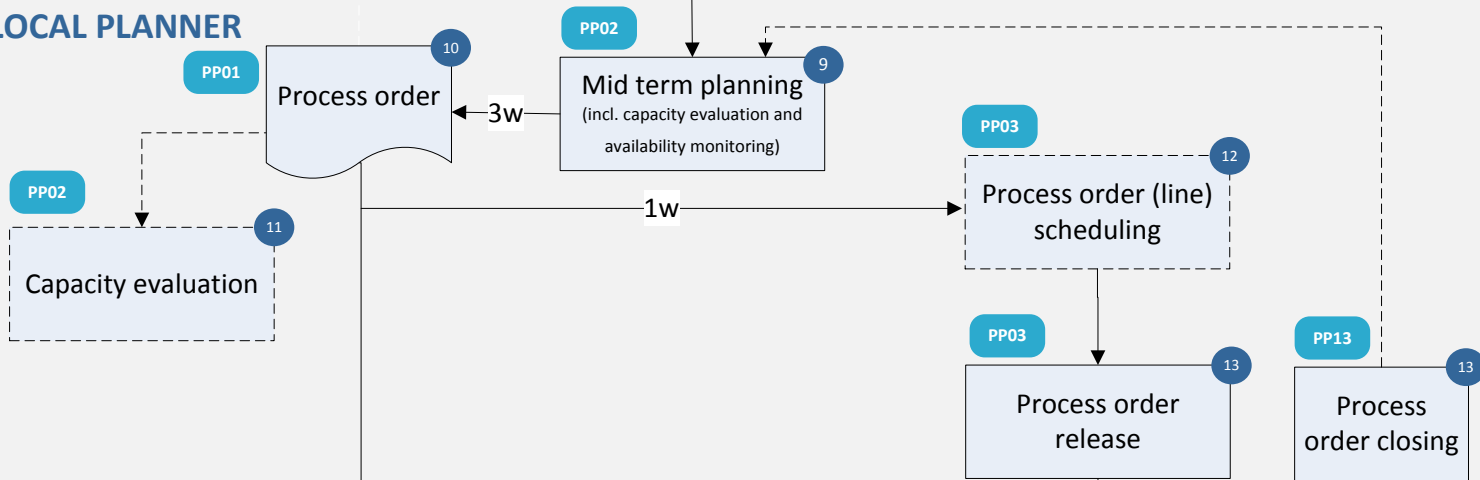 LOCAL PLANNER
PP01
10
Process order
3w
PP02
9
Mid term planning
(incl. capacity evaluation and
availability monitoring)
PP02
11
Capacity evaluation
1w
PP03
12
Process order (line)
scheduling
PP03
13
Process order
release
PP13
13
Process
order closing